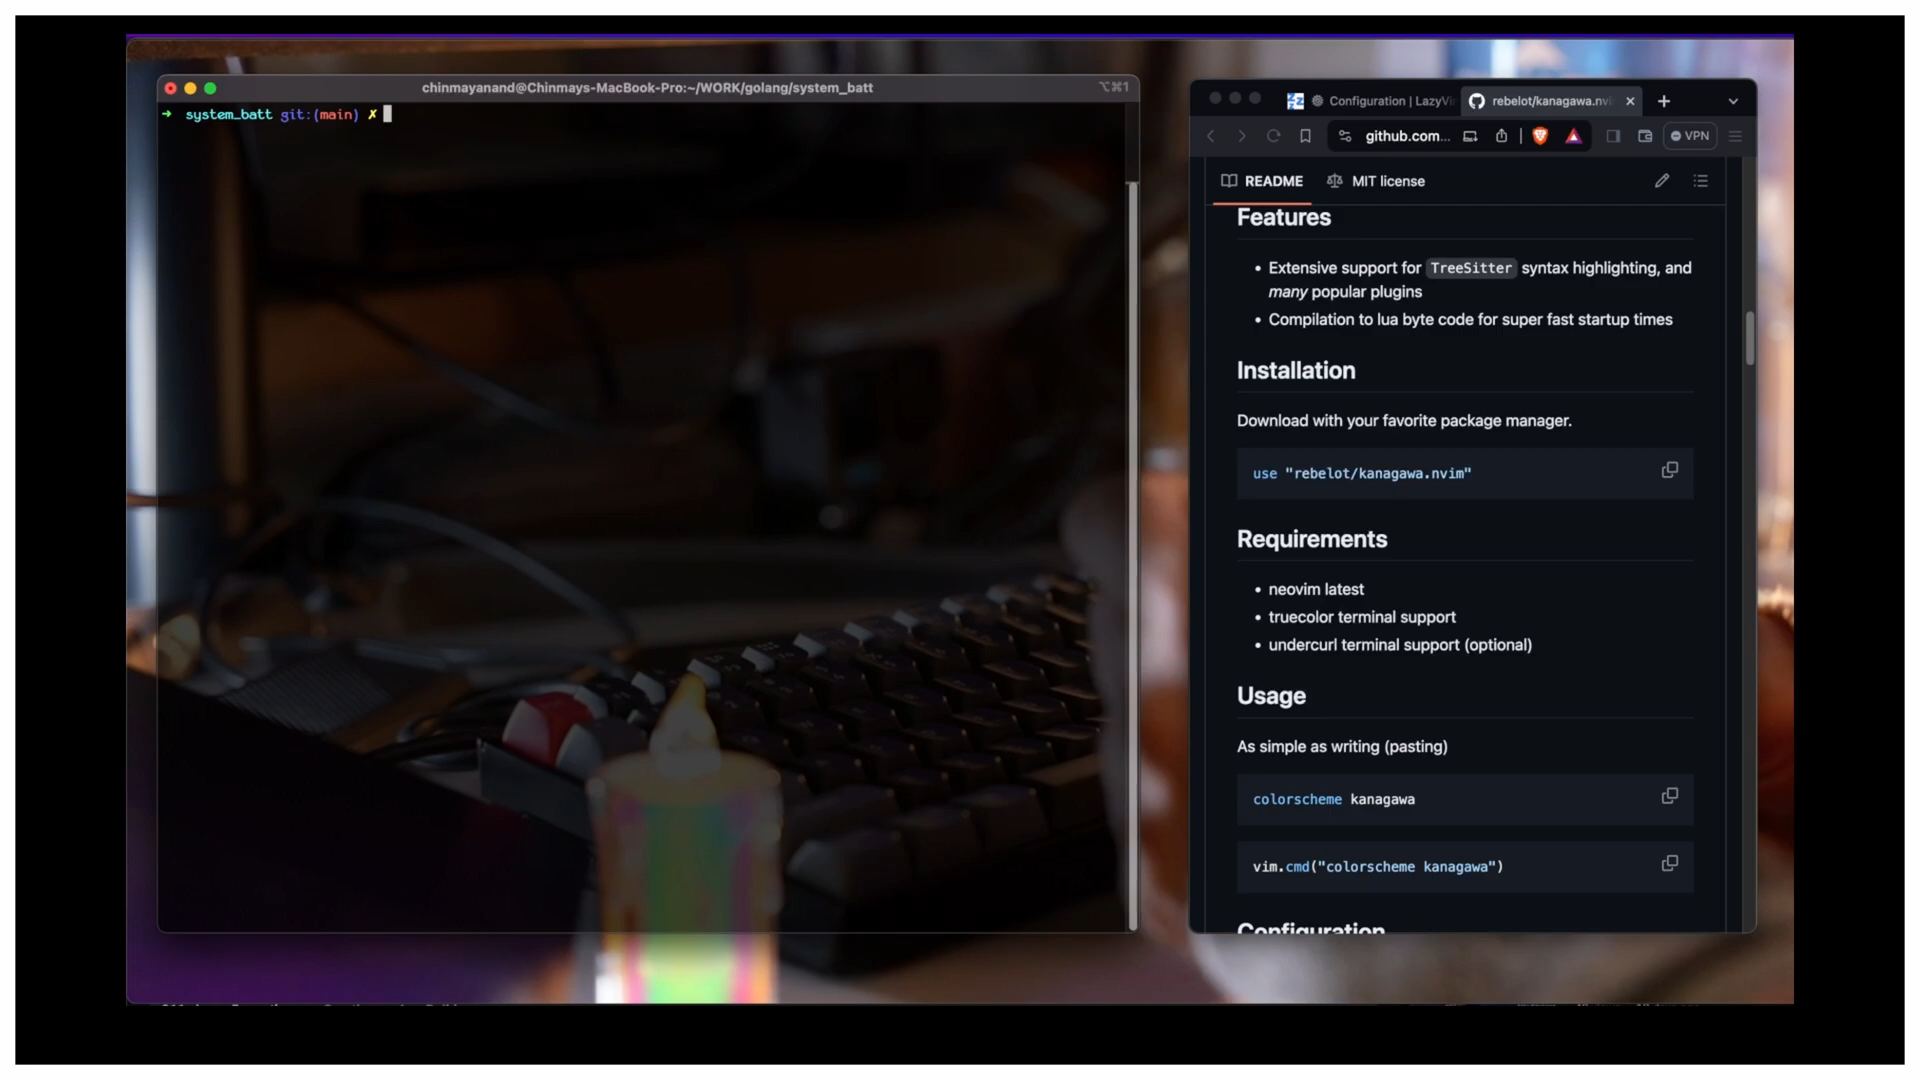 chinmayanand@Chinmays-MacBook-Pro:~/WORK/golang/system_batt
⌥⌘1
➜ system_batt git:(main) ✗
Configuration | LazyVi
rebelot/kanagawa.nvi
github.com...
VPN
README
MIT license
Features
• Extensive support for TreeSitter syntax highlighting, and
many popular plugins
• Compilation to lua byte code for super fast startup times
Installation
Download with your favorite package manager.
use "rebelot/kanagawa.nvim"
Requirements
• neovim latest
• truecolor terminal support
• undercurl terminal support (optional)
Usage
As simple as writing (pasting)
colorscheme kanagawa
vim.cmd("colorscheme kanagawa")
Configuration